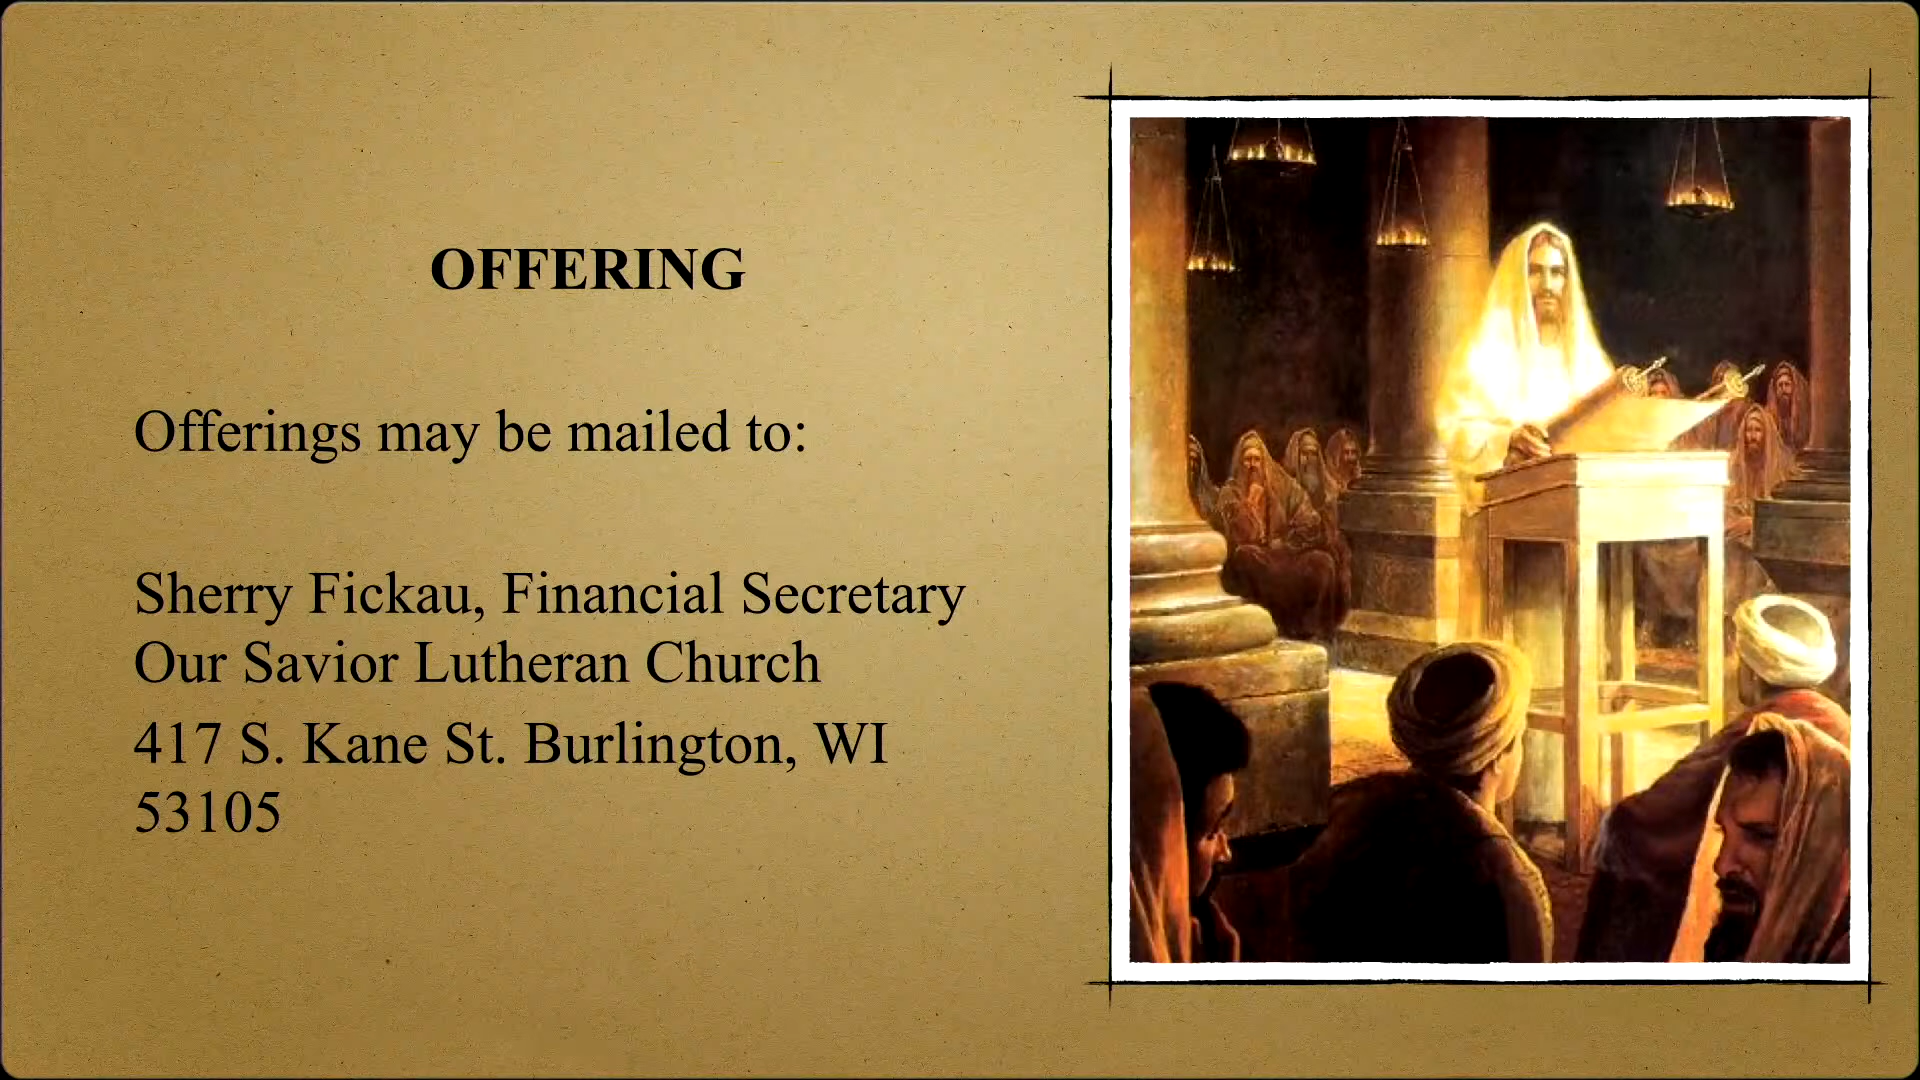 OFFERING
Offerings may be mailed to:
Sherry Fickau, Financial Secretary
Our Savior Lutheran Church
417 S. Kane St. Burlington, WI
53105